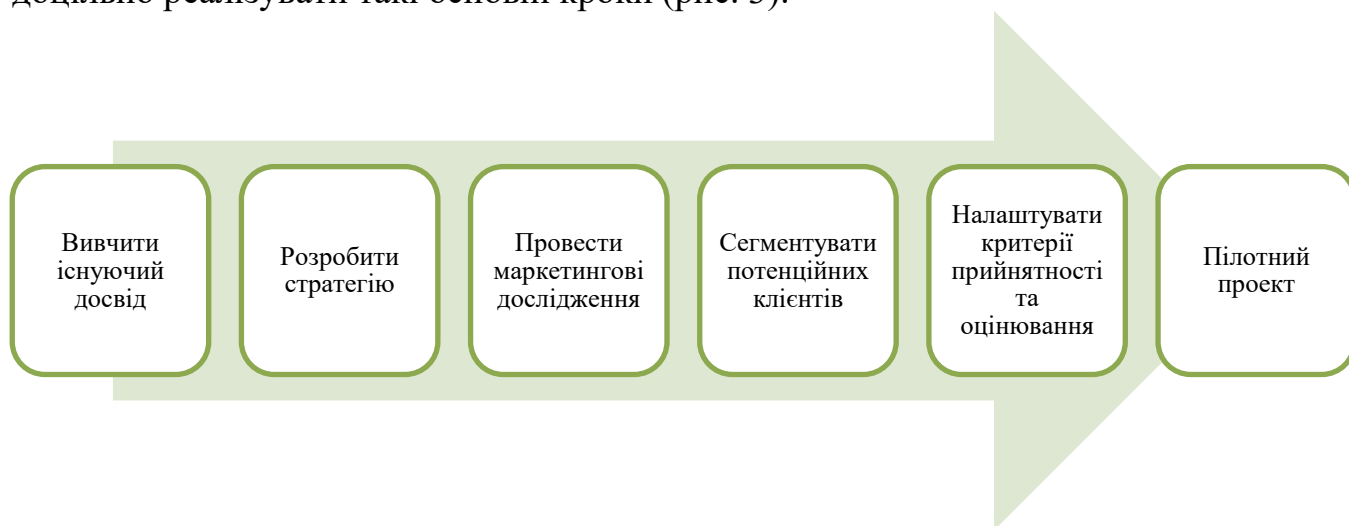 доцільно реалізувати такі основні кроки (рис. 3).
Вивчити
існуючий
досвід
Розробити
стратегію
Провести
маркетингові
дослідження
Сегментувати
потенційних
клієнтів
Налаштувати
критерії
прийнятності
та
оцінювання
Пілотний
проект